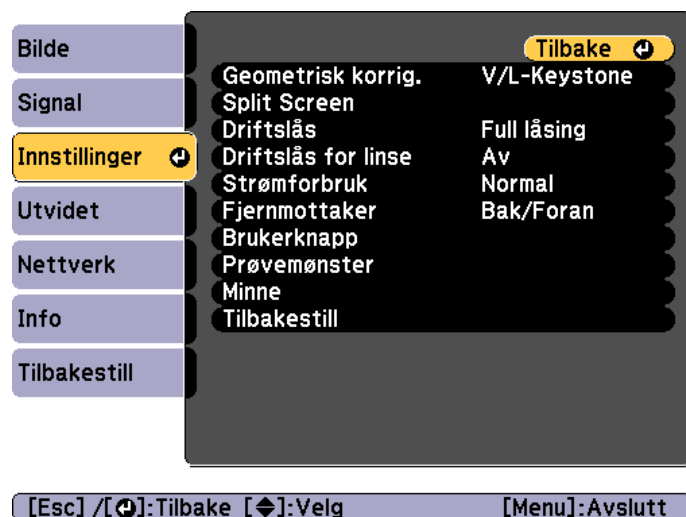 Bilde
Signal
Innstillinger
Utvidet
Nettverk
Info
Tilbakestill
Tilbake
Geometrisk korrig. V/L-Keystone
Split Screen
Driftslås Full låsing
Driftslås for linse Av
Strømforbruk Normal
Fjernmottaker Bak/Foran
Brukerknapp
Prøvemønster
Minne
Tilbakestill
[Esc] /[⏎]:Tilbake [◆]:Velg [Menu]:Avslutt